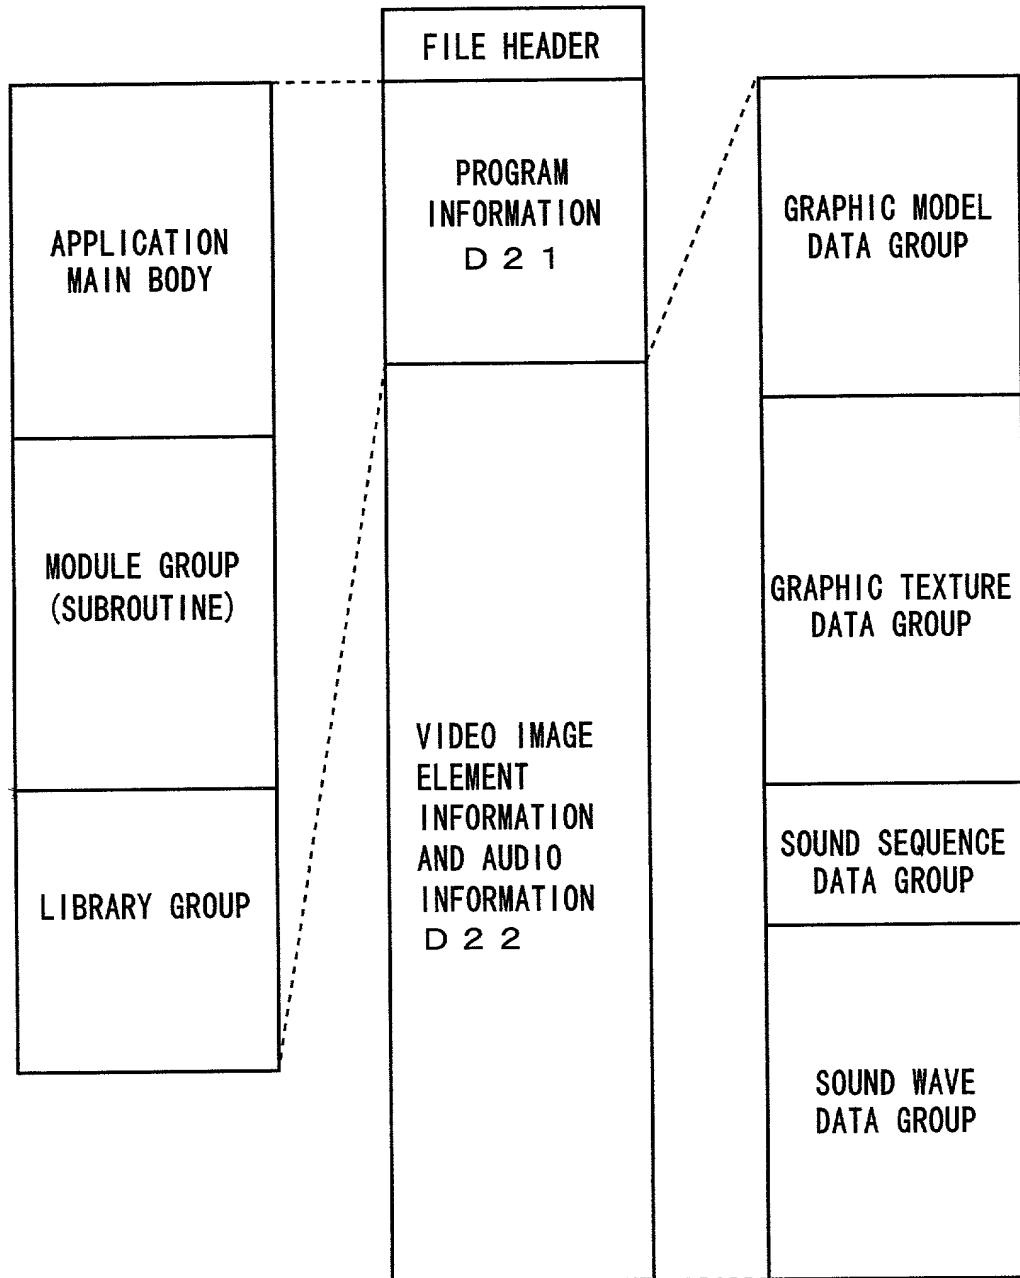 FILE HEADER
PROGRAM
INFORMATION
D21
VIDEO IMAGE
ELEMENT
INFORMATION
AND AUDIO
INFORMATION
D22
APPLICATION
MAIN BODY
MODULE GROUP
(SUBROUTINE)
LIBRARY GROUP
GRAPHIC MODEL
DATA GROUP
GRAPHIC TEXTURE
DATA GROUP
SOUND SEQUENCE
DATA GROUP
SOUND WAVE
DATA GROUP